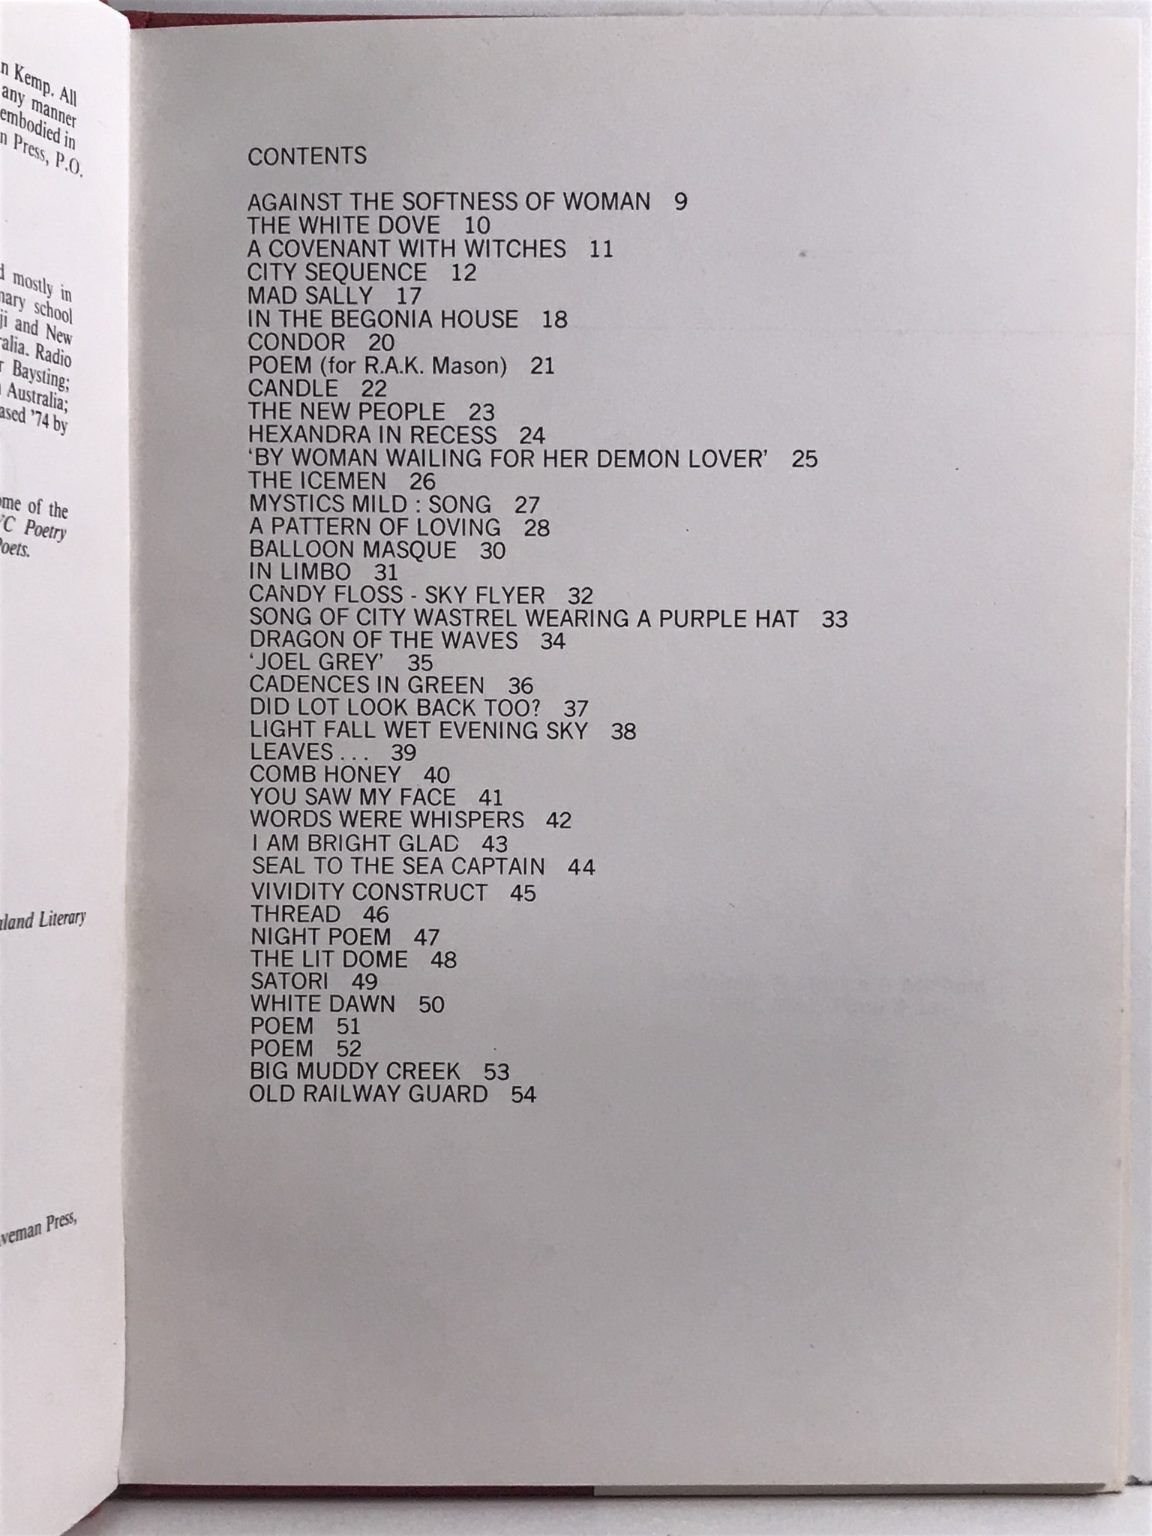 n Kemp. All
any manner
embodied in
n Press, P.O.
d mostly in
nary school
ji and New
alia. Radio
r Baysting;
Australia;
ased '74 by
ome of the
'C Poetry
Poets.
aland Literary
veman Press,
CONTENTS
AGAINST THE SOFTNESS OF WOMAN 9
THE WHITE DOVE 10
A COVENANT WITH WITCHES 11
CITY SEQUENCE 12
MAD SALLY 17
IN THE BEGONIA HOUSE 18
CONDOR 20
POEM (for R.A.K. Mason) 21
CANDLE 22
THE NEW PEOPLE 23
HEXANDRA IN RECESS 24
‘BY WOMAN WAILING FOR HER DEMON LOVER’ 25
THE ICEMEN 26
MYSTICS MILD : SONG 27
A PATTERN OF LOVING 28
BALLOON MASQUE 30
IN LIMBO 31
CANDY FLOSS - SKY FLYER 32
SONG OF CITY WASTREL WEARING A PURPLE HAT 33
DRAGON OF THE WAVES 34
‘JOEL GREY’ 35
CADENCES IN GREEN 36
DID LOT LOOK BACK TOO? 37
LIGHT FALL WET EVENING SKY 38
LEAVES . . . 39
COMB HONEY 40
YOU SAW MY FACE 41
WORDS WERE WHISPERS 42
I AM BRIGHT GLAD 43
SEAL TO THE SEA CAPTAIN 44
VIVIDITY CONSTRUCT 45
THREAD 46
NIGHT POEM 47
THE LIT DOME 48
SATORI 49
WHITE DAWN 50
POEM 51
POEM 52
BIG MUDDY CREEK 53
OLD RAILWAY GUARD 54